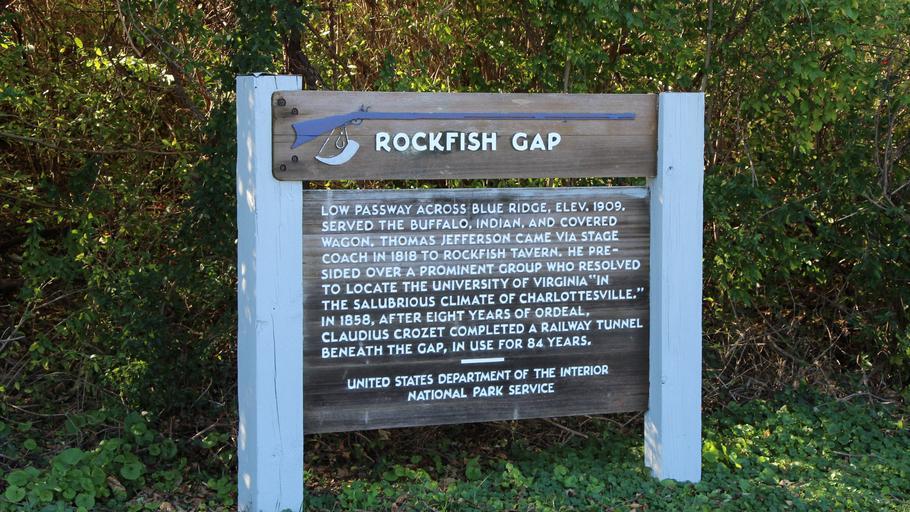 ROCKFISH GAP
LOW PASSWAY ACROSS BLUE RIDGE, ELEV. 1909,
SERVED THE BUFFALO, INDIAN, AND COVERED
WAGON. THOMAS JEFFERSON CAME VIA STAGE
COACH IN 1818 TO ROCKFISH TAVERN. HE PRE-
SIDED OVER A PROMINENT GROUP WHO RESOLVED
TO LOCATE THE UNIVERSITY OF VIRGINIA "IN
THE SALUBRIOUS CLIMATE OF CHARLOTTESVILLE."
IN 1858, AFTER EIGHT YEARS OF ORDEAL,
CLAUDIUS CROZET COMPLETED A RAILWAY TUNNEL
BENEATH THE GAP, IN USE FOR 84 YEARS.
UNITED STATES DEPARTMENT OF THE INTERIOR
NATIONAL PARK SERVICE